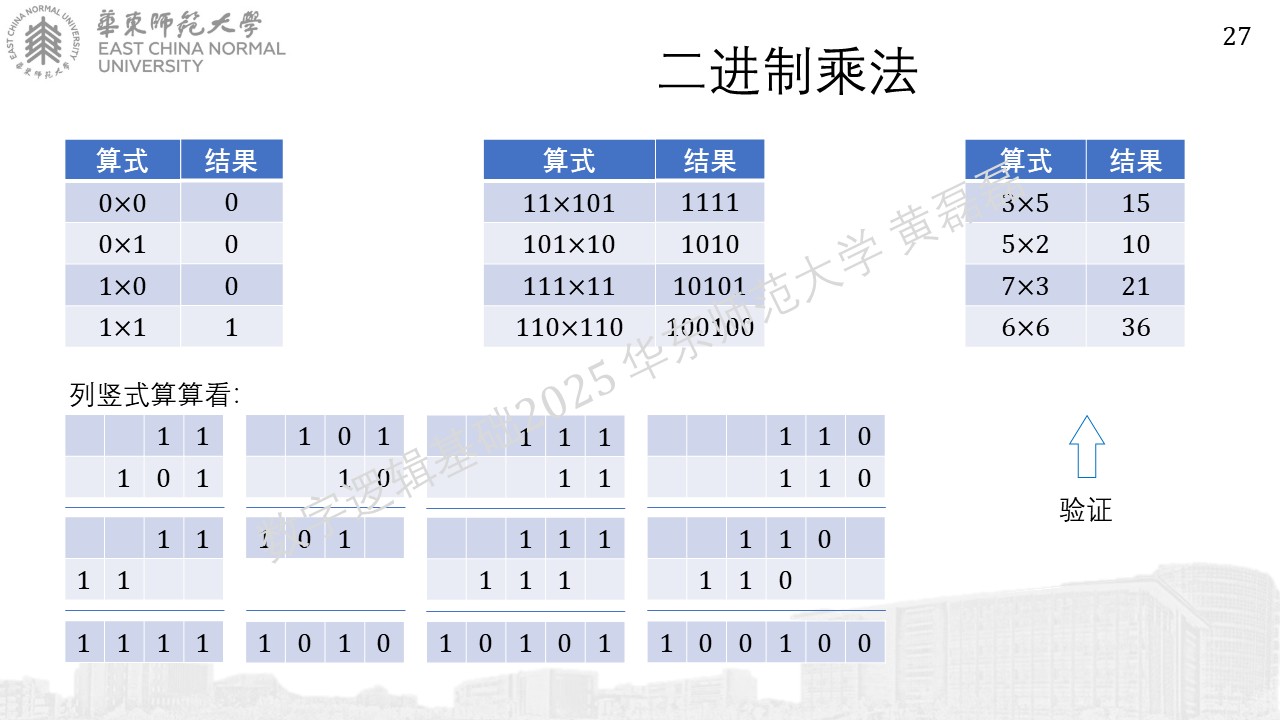 華東師範大學
EAST CHINA NORMAL
UNIVERSITY
EAST CHINA NORMAL UNIVERSITY
華東師範大學
27
二进制乘法
算式 结果
0×0 0
0×1 0
1×0 0
1×1 1
算式 结果
11×101 1111
101×10 1010
111×11 10101
110×110 100100
算式 结果
3×5 15
5×2 10
7×3 21
6×6 36
列竖式算算看:
1 1
1 0 1
1 1
1 1
1 1 1 1
1 0 1
1 0
1 0 1
1 0 1 0
1 1 1
1 1
1 1 1
1 1 1
1 0 1 0 1
1 1 0
1 1 0
1 1 0
1 1 0
1 0 0 1 0 0
验证
数字逻辑基础2025 华东师范大学 黄磊磊